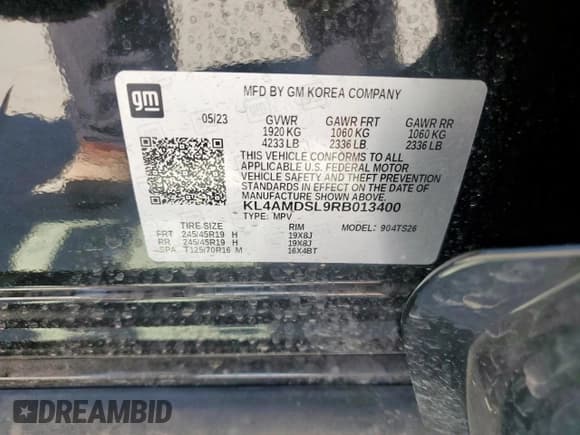 gm
MFD BY GM KOREA COMPANY
05/23 GVWR GAWR FRT GAWR RR
1920 KG 1060 KG 1060 KG
4233 LB 2336 LB 2336 LB
THIS VEHICLE CONFORMS TO ALL
APPLICABLE U.S. FEDERAL MOTOR
VEHICLE SAFETY AND THEFT PREVENTION
STANDARDS IN EFFECT ON THE DATE OF
MANUFACTURE SHOWN ABOVE.
KL4AMDSL9RB013400
TYPE: MPV MODEL: 904TS26
TIRE SIZE RIM
FRT 245/45R19 H 19X8J
RR 245/45R19 H 19X8J
SPA T125/70R16 M 16X4BT
DREAMBID